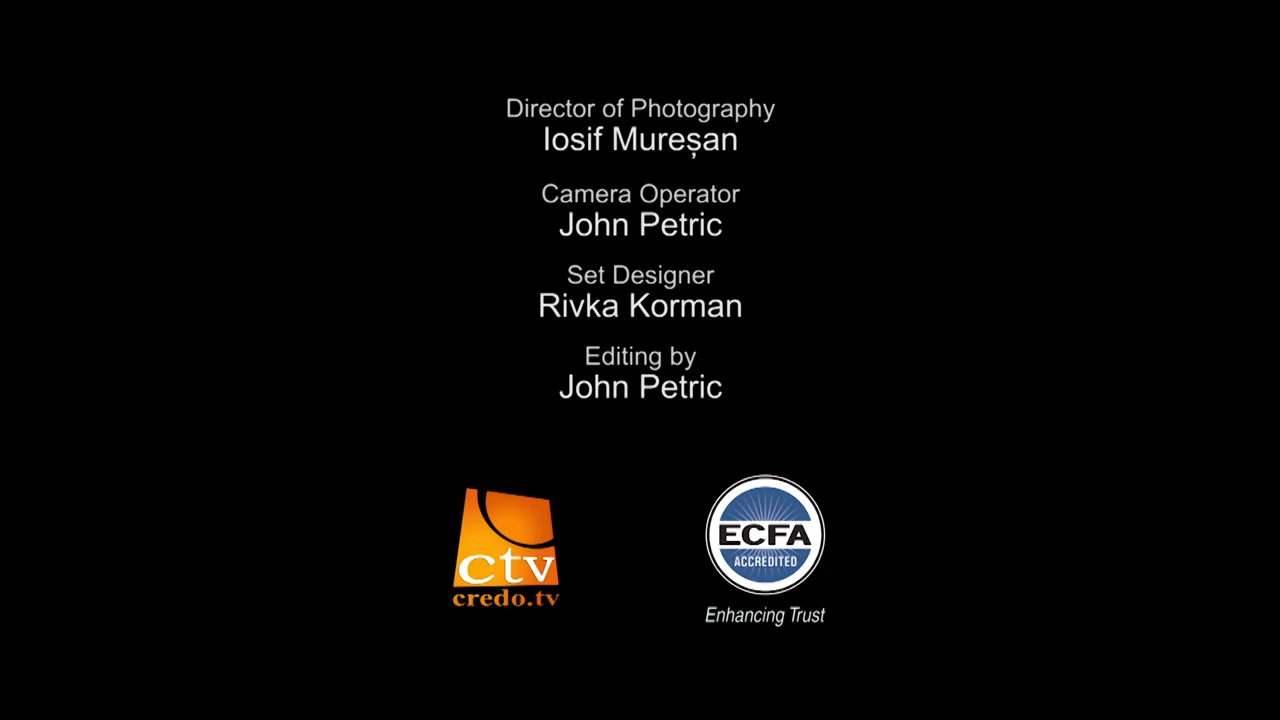 Director of Photography
Iosif Mureșan
Camera Operator
John Petric
Set Designer
Rivka Korman
Editing by
John Petric
ctv
credo.tv
ECFA
ACCREDITED
Enhancing Trust